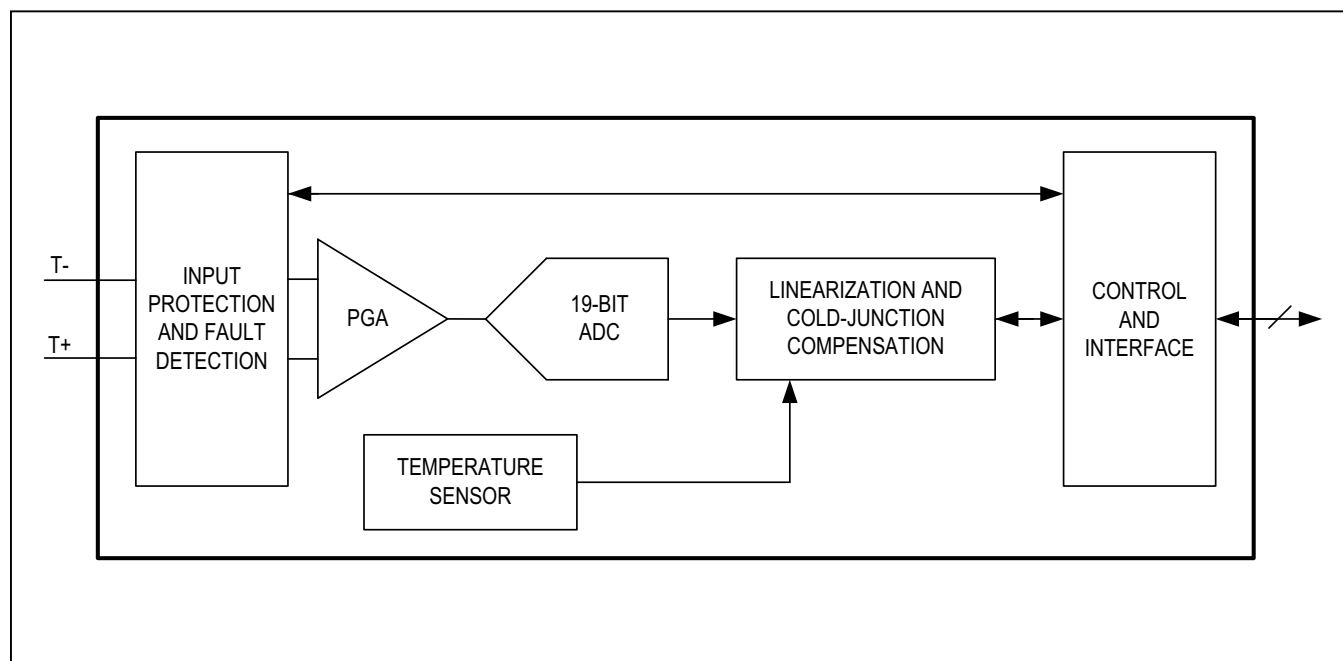 T-
T+
INPUT
PROTECTION
AND FAULT
DETECTION
PGA
19-BIT
ADC
LINEARIZATION AND
COLD-JUNCTION
COMPENSATION
CONTROL
AND
INTERFACE
TEMPERATURE
SENSOR